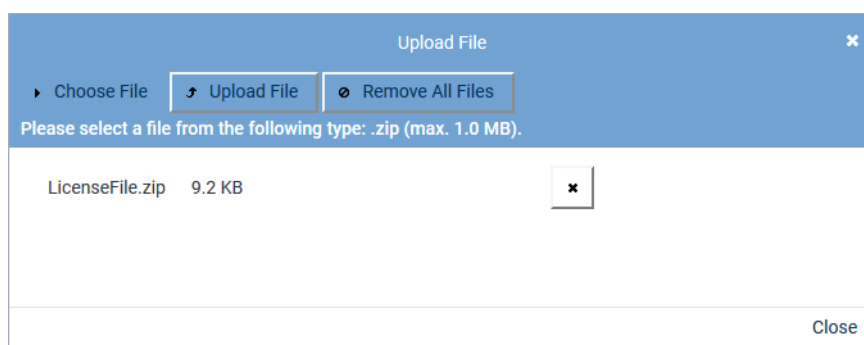 Upload File
Choose File Upload File Remove All Files
Please select a file from the following type: .zip (max. 1.0 MB).
LicenseFile.zip 9.2 KB
Close